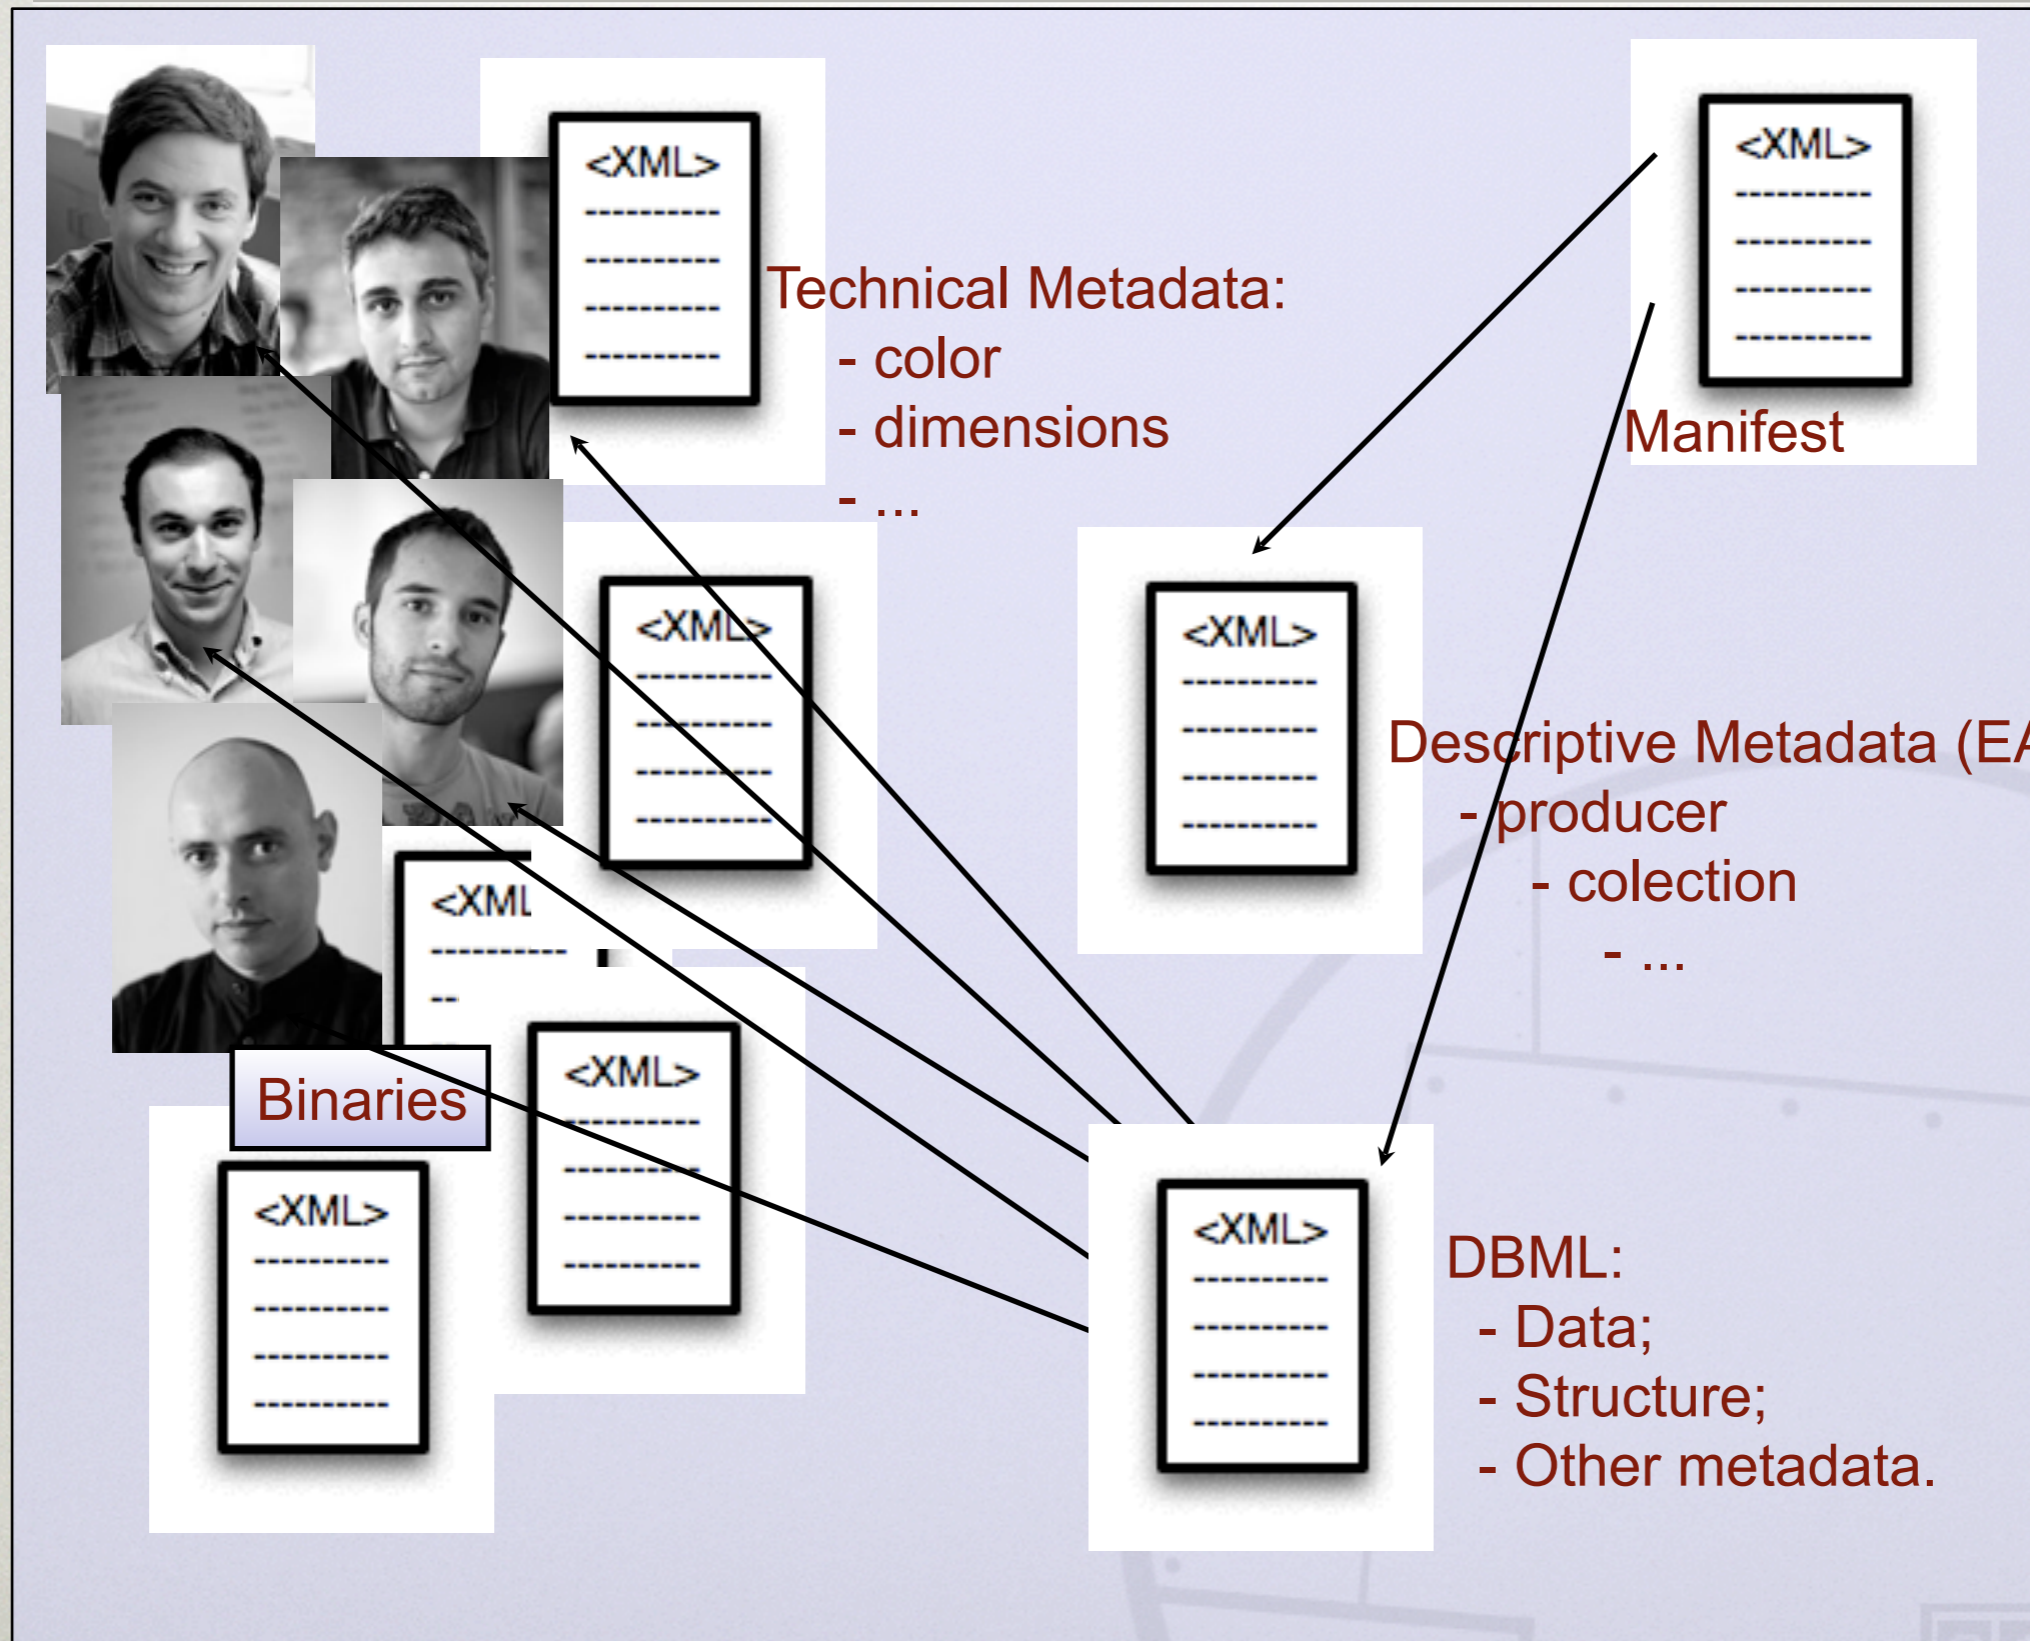 <XML>
----------
----------
----------
----------
Technical Metadata:
- color
- dimensions
- ...
<XML>
----------
----------
----------
----------
Manifest
<XML>
----------
----------
----------
----------
<XML>
----------
----------
----------
----------
Descriptive Metadata (EA
- producer
- colection
- ...
<XML
----------
--
Binaries
<XML>
----------
----------
----------
----------
<XML>
----------
----------
----------
----------
<XML>
----------
----------
----------
----------
DBML:
- Data;
- Structure;
- Other metadata.